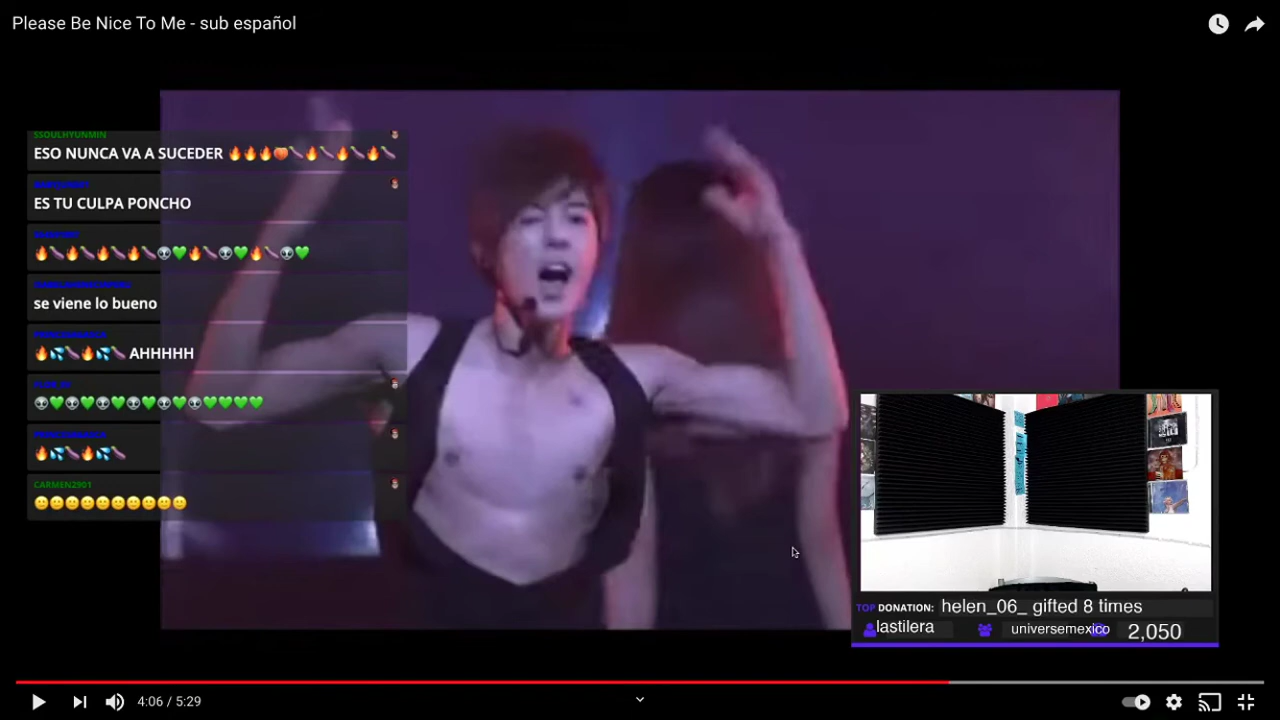 Please Be Nice To Me - sub español
SSOULHYUNMIN
ESO NUNCA VA A SUCEDER 🔥🔥🔥🍑🍆🔥🍆🔥🍆🔥🍆
ES TU CULPA PONCHO
🔥🍆🔥🍆🔥🍆🔥🍆👽💚🔥🍆👽💚🔥🍆👽💚
se viene lo bueno
🔥💦🍆🔥💦🍆 AHHHHH
👽💚👽💚👽💚👽💚👽💚👽💚💚💚💚
🔥💦🍆🔥💦🍆
CARMEN2901
😊😊😊😊😊😊😊😊😊😊
TOP DONATION: helen_06_ gifted 8 times
lastilera universemexico 2,050
4:06 / 5:29